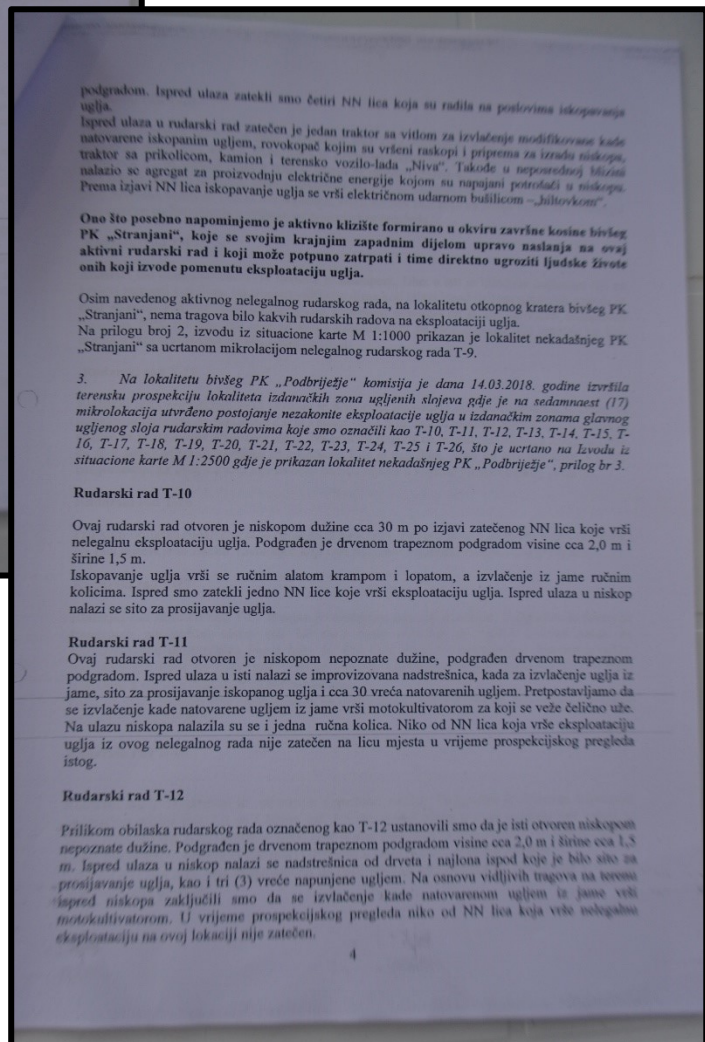 podgradom. Ispred ulaza zatekli smo četiri NN lica koja su radila na poslovima iskopavanja
uglja.
Ispred ulaza u rudarski rad zatečen je jedan traktor sa vitlom za izvlačenje modifikovane kade
natovarene iskopanim ugljem, rovokopač kojim su vršeni raskopi i priprema za izradu niskopa,
traktor sa prikolicom, kamion i terensko vozilo-lada „Niva“. Takođe u neposrednoj blizini
nalazio se agregat za proizvodnju električne energije kojom su napajani potrošači u niskopu.
Prema izjavi NN lica iskopavanje uglja se vrši električnom udarnom bušilicom –„hiltovkom“.
Ono što posebno napominjemo je aktivno klizište formirano u okviru završne kosine bivšeg
PK „Stranjani“, koje se svojim krajnjim zapadnim dijelom upravo naslanja na ovaj
aktivni rudarski rad i koji može potpuno zatrpati i time direktno ugroziti ljudske živote
onih koji izvode pomenutu eksploataciju uglja.
Osim navedenog aktivnog nelegalnog rudarskog rada, na lokalitetu otkopnog kratera bivšeg PK
„Stranjani“, nema tragova bilo kakvih rudarskih radova na eksploataciji uglja.
Na prilogu broj 2, izvodu iz situacione karte M 1:1000 prikazan je lokalitet nekadašnjeg PK
„Stranjani“ sa ucrtanom mikrolacijom nelegalnog rudarskog rada T-9.
3. Na lokalitetu bivšeg PK „Podbriježje“ komisija je dana 14.03.2018. godine izvršila
terensku prospekciju lokaliteta izdanačkih zona ugljenih slojeva gdje je na sedamnaest (17)
mikrolokacija utvrđeno postojanje nezakonite eksploatacije uglja u izdanačkim zonama glavnog
ugljenog sloja rudarskim radovima koje smo označili kao T-10, T-11, T-12, T-13, T-14, T-15, T-
16, T-17, T-18, T-19, T-20, T-21, T-22, T-23, T-24, T-25 i T-26, što je ucrtano na Izvodu iz
situacione karte M 1:2500 gdje je prikazan lokalitet nekadašnjeg PK „Podbriježje“, prilog br 3.
Rudarski rad T-10
Ovaj rudarski rad otvoren je niskopom dužine cca 30 m po izjavi zatečenog NN lica koje vrši
nelegalnu eksploataciju uglja. Podgrađen je drvenom trapeznom podgradom visine cca 2,0 m i
širine 1,5 m.
Iskopavanje uglja vrši se ručnim alatom krampom i lopatom, a izvlačenje iz jame ručnim
kolicima. Ispred smo zatekli jedno NN lice koje vrši eksploataciju uglja. Ispred ulaza u niskop
nalazi se sito za prosijavanje uglja.
Rudarski rad T-11
Ovaj rudarski rad otvoren je niskopom nepoznate dužine, podgrađen drvenom trapeznom
podgradom. Ispred ulaza u isti nalazi se improvizovana nadstrešnica, kada za izvlačenje uglja iz
jame, sito za prosijavanje iskopanog uglja i cca 30 vreća natovarenih ugljem. Pretpostavljamo da
se izvlačenje kade natovarene ugljem iz jame vrši motokultivatorom za koji se veže čelično uže.
Na ulazu niskopa nalazila su se i jedna ručna kolica. Niko od NN lica koja vrše eksploataciju
uglja iz ovog nelegalnog rada nije zatečen na licu mjesta u vrijeme prospekcijskog pregleda
istog.
Rudarski rad T-12
Prilikom obilaska rudarskog rada označenog kao T-12 ustanovili smo da je isti otvoren niskopom
nepoznate dužine. Podgrađen je drvenom trapeznom podgradom visine cca 2,0 m i širine cca 1,5
m. Ispred ulaza u niskop nalazi se nadstrešnica od drveta i najlona ispod koje je bilo sito za
prosijavanje uglja, kao i tri (3) vreće napunjene ugljem. Na osnovu vidljivih tragova na terenu
ispred niskopa zaključili smo da se izvlačenje kade natovarenom ugljem iz jame vrši
motokultivatorom. U vrijeme prospekcijskog pregleda niko od NN lica koja vrše nelegalnu
eksploataciju na ovoj lokaciji nije zatečen.
4